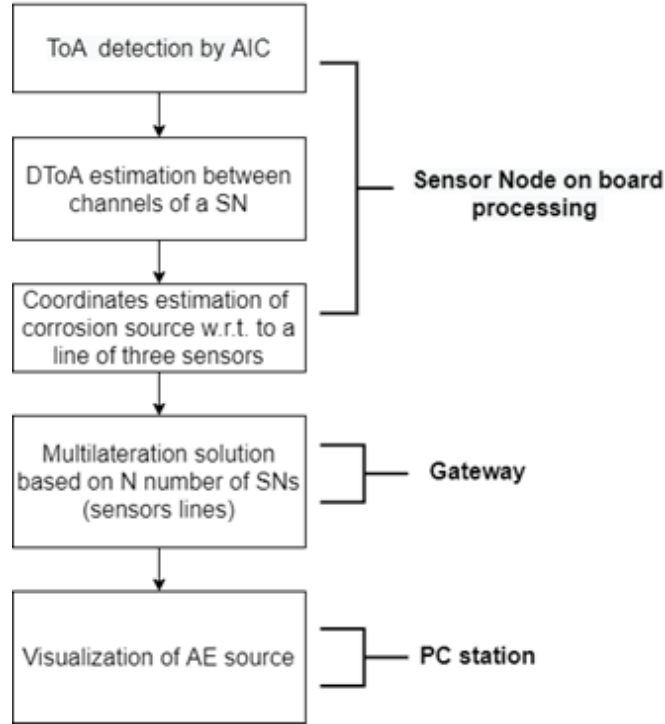 ToA detection by AIC
DToA estimation between
channels of a SN
Sensor Node on board
processing
Coordinates estimation of
corrosion source w.r.t. to a
line of three sensors
Multilateration solution
based on N number of SNs
(sensors lines)
Gateway
Visualization of AE source
PC station